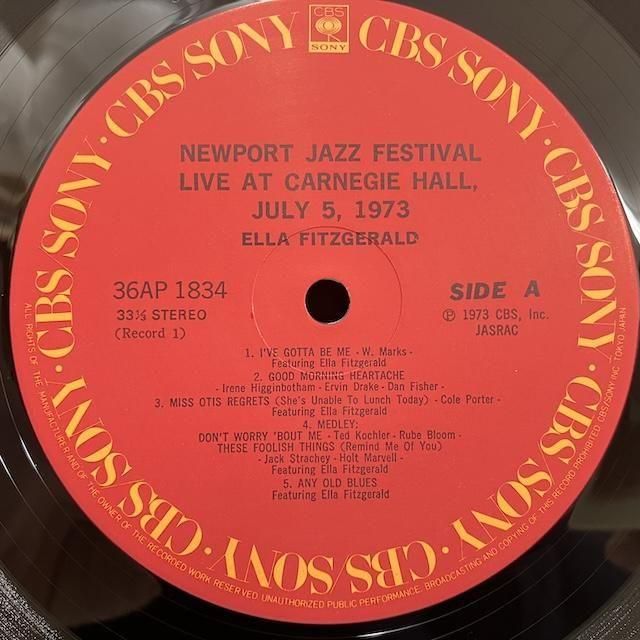 CBS
SONY
CBS/SONY · CBS/SONY · CBS/SONY · CBS/SONY · CBS/SONY · CBS/SONY · CBS/SONY · CBS/SONY
NEWPORT JAZZ FESTIVAL
LIVE AT CARNEGIE HALL,
JULY 5, 1973
ELLA FITZGERALD
36AP 1834
33⅓ STEREO
(Record 1)
SIDE A
Ⓟ 1973 CBS, Inc.
JASRAC
1. I'VE GOTTA BE ME - W. Marks -
Featuring Ella Fitzgerald
2. GOOD MORNING HEARTACHE
- Irene Higginbotham - Ervin Drake - Dan Fisher -
3. MISS OTIS REGRETS (She's Unable To Lunch Today) - Cole Porter -
Featuring Ella Fitzgerald
4. MEDLEY;
DON'T WORRY 'BOUT ME - Ted Kochler - Rube Bloom -
THESE FOOLISH THINGS (Remind Me Of You)
- Jack Strachey - Holt Marvell -
Featuring Ella Fitzgerald
5. ANY OLD BLUES
Featuring Ella Fitzgerald
ALL RIGHTS OF THE MANUFACTURER AND OF THE OWNER OF THE RECORDED WORK RESERVED UNAUTHORIZED PUBLIC PERFORMANCE, BROADCASTING AND COPYING OF THIS RECORD PROHIBITED CBS/SONY INC. TOKYO JAPAN